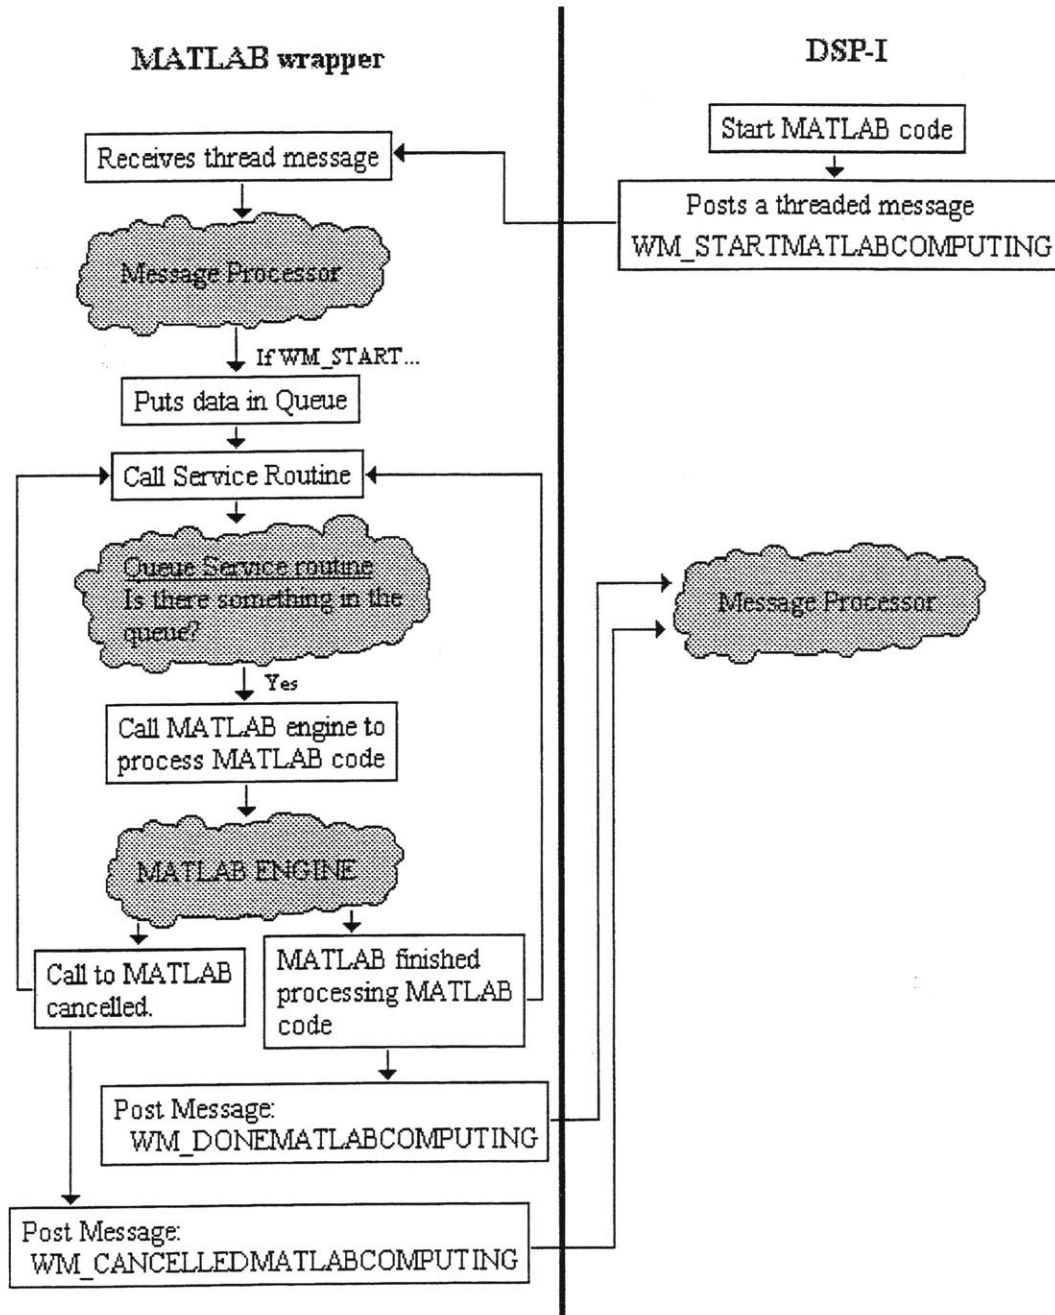 MATLAB wrapper
DSP-I
Start MATLAB code
Receives thread message
Posts a threaded message
WM_STARTMATLABCOMPUTING
Message Processor
If WM_START...
Puts data in Queue
Call Service Routine
Queue Service routine
Is there something in the
queue?
Message Processor
Yes
Call MATLAB engine to
process MATLAB code
MATLAB ENGINE
Call to MATLAB
cancelled.
MATLAB finished
processing MATLAB
code
Post Message:
WM_DONEMATLABCOMPUTING
Post Message:
WM_CANCELLEDMATLABCOMPUTING